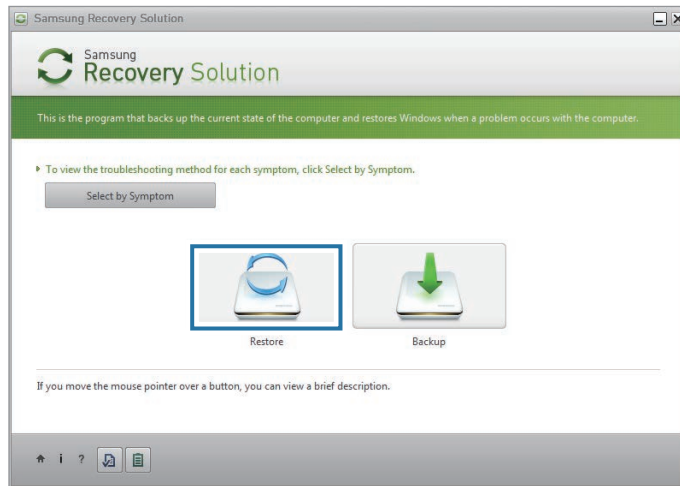 Samsung Recovery Solution
Samsung
Recovery Solution
This is the program that backs up the current state of the computer and restores Windows when a problem occurs with the computer.
To view the troubleshooting method for each symptom, click Select by Symptom.
Select by Symptom
Restore
Backup
If you move the mouse pointer over a button, you can view a brief description.
i ?